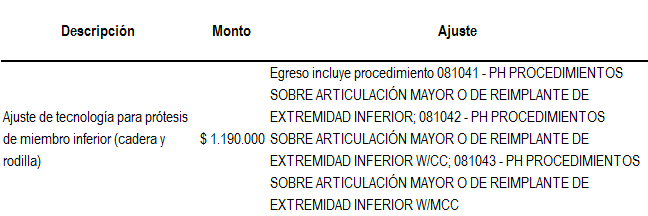 Descripción Monto Ajuste
Egreso incluye procedimiento 081041 - PH PROCEDIMIENTOS
SOBRE ARTICULACIÓN MAYOR O DE REIMPLANTE DE
Ajuste de tecnología para prótesis EXTREMIDAD INFERIOR; 081042 - PH PROCEDIMIENTOS
de miembro inferior (cadera y $ 1.190.000 SOBRE ARTICULACIÓN MAYOR O DE REIMPLANTE DE
rodilla) EXTREMIDAD INFERIOR W/CC; 081043 - PH PROCEDIMIENTOS
SOBRE ARTICULACIÓN MAYOR O DE REIMPLANTE DE
EXTREMIDAD INFERIOR W/MCC